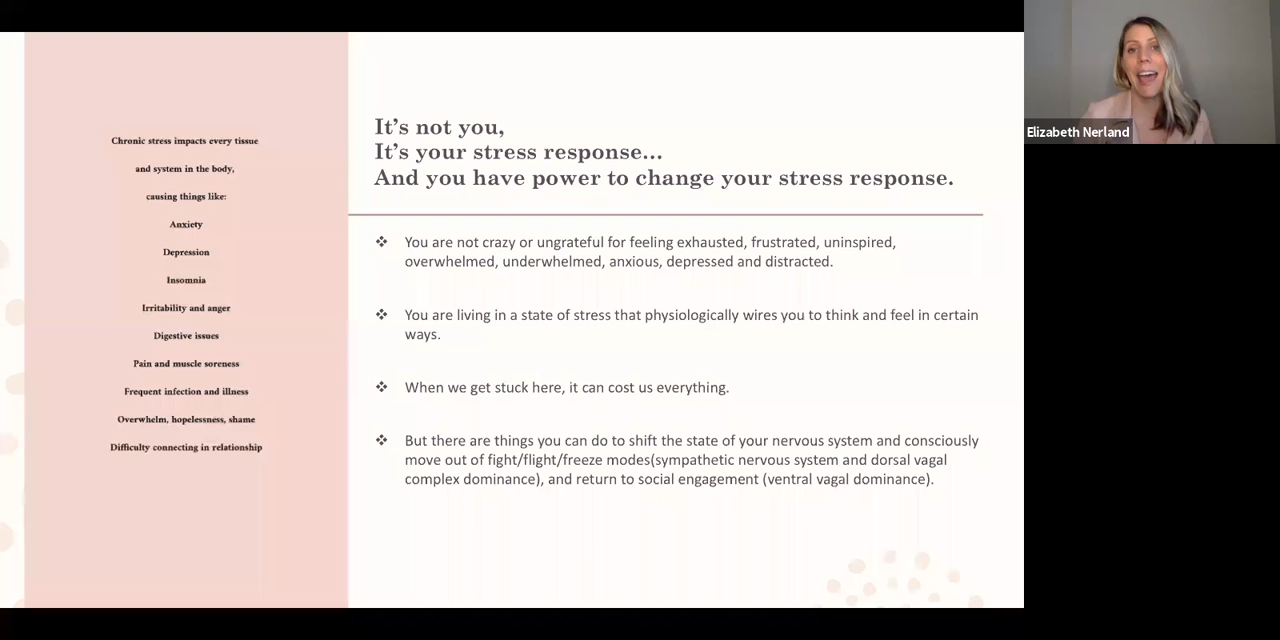 Chronic stress impacts every tissue
and system in the body,
causing things like:
Anxiety
Depression
Insomnia
Irritability and anger
Digestive issues
Pain and muscle soreness
Frequent infection and illness
Overwhelm, hopelessness, shame
Difficulty connecting in relationship
It's not you,
It's your stress response...
And you have power to change your stress response.
❖ You are not crazy or ungrateful for feeling exhausted, frustrated, uninspired,
overwhelmed, underwhelmed, anxious, depressed and distracted.
❖ You are living in a state of stress that physiologically wires you to think and feel in certain
ways.
❖ When we get stuck here, it can cost us everything.
❖ But there are things you can do to shift the state of your nervous system and consciously
move out of fight/flight/freeze modes(sympathetic nervous system and dorsal vagal
complex dominance), and return to social engagement (ventral vagal dominance).
Elizabeth Nerland